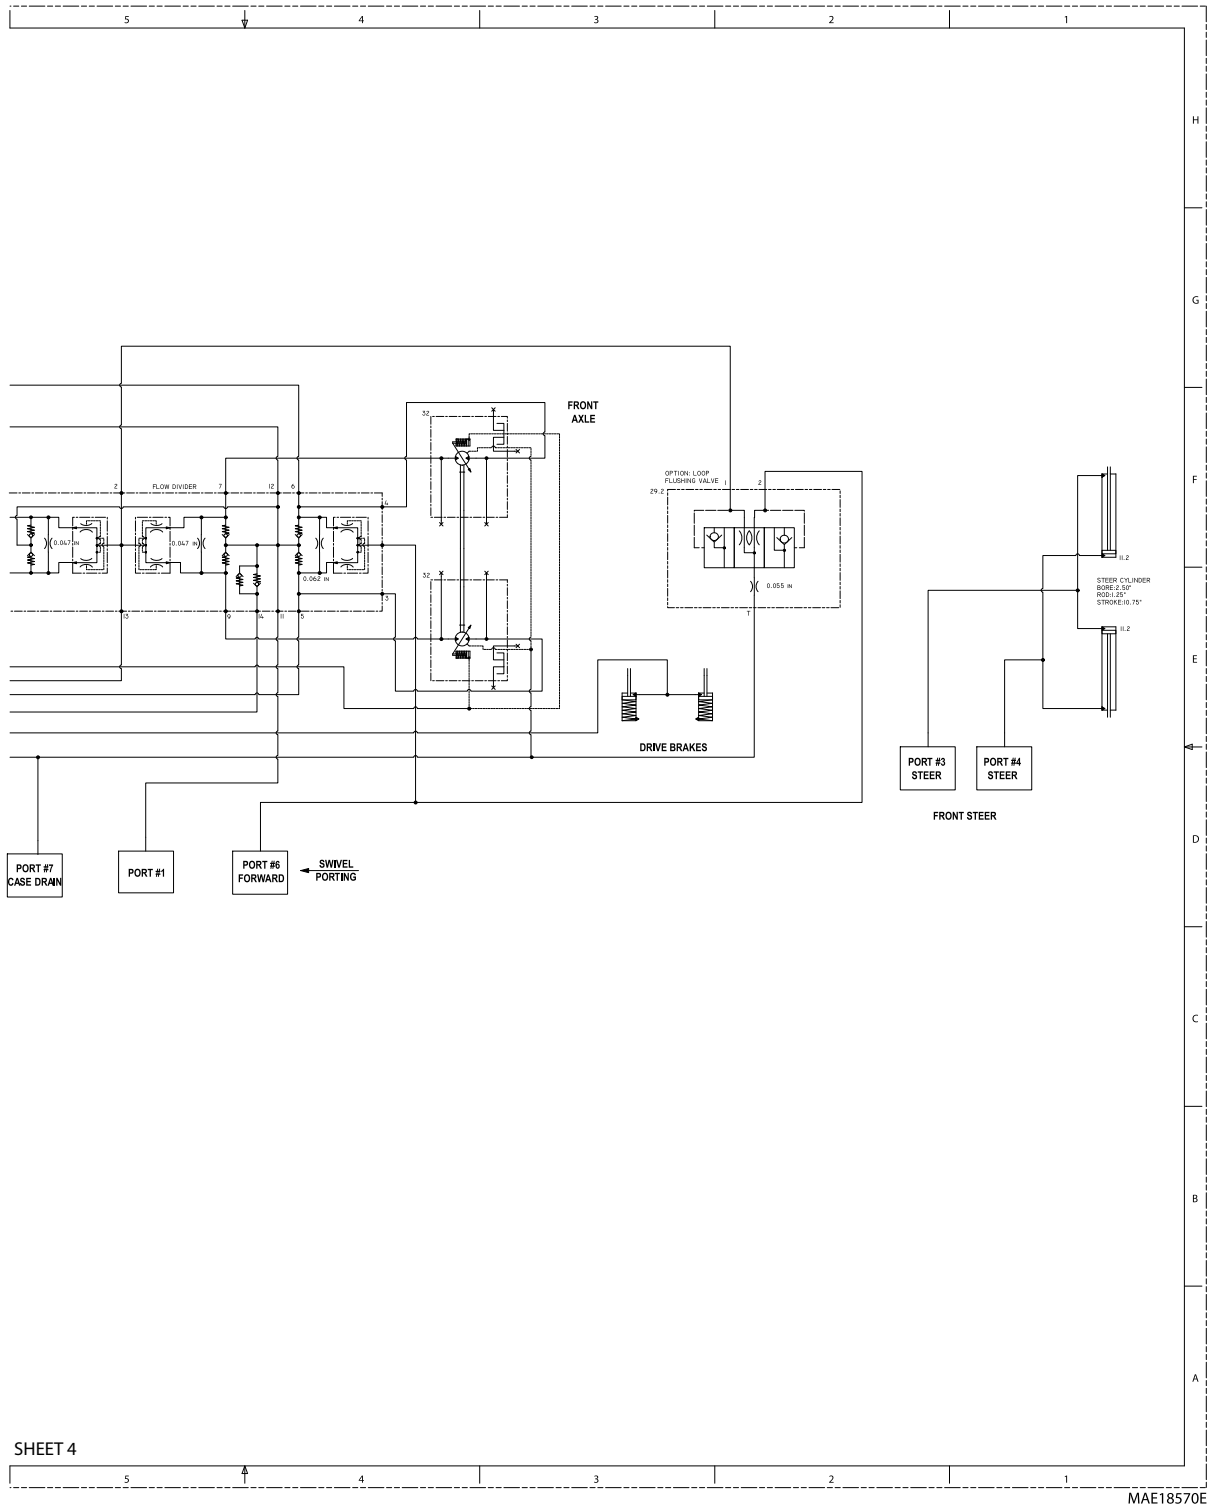 5 4 3 2 1
H
G
FRONT
AXLE
32
F
OPTION: LOOP
FLUSHING VALVE
1 2
29.2
2 FLOW DIVIDER 7 12 6
4
0.047 IN
0.047 IN
0.062 IN
0.055 IN
T
11.2
32
STEER CYLINDER
BORE:2.50"
ROD:1.25"
STROKE:10.75"
3
13 9 14 11 5
11.2
E
DRIVE BRAKES
PORT #3
STEER
PORT #4
STEER
FRONT STEER
D
PORT #7
CASE DRAIN
PORT #1
PORT #6
FORWARD
SWIVEL
PORTING
C
B
A
SHEET 4
5 4 3 2 1
MAE18570E